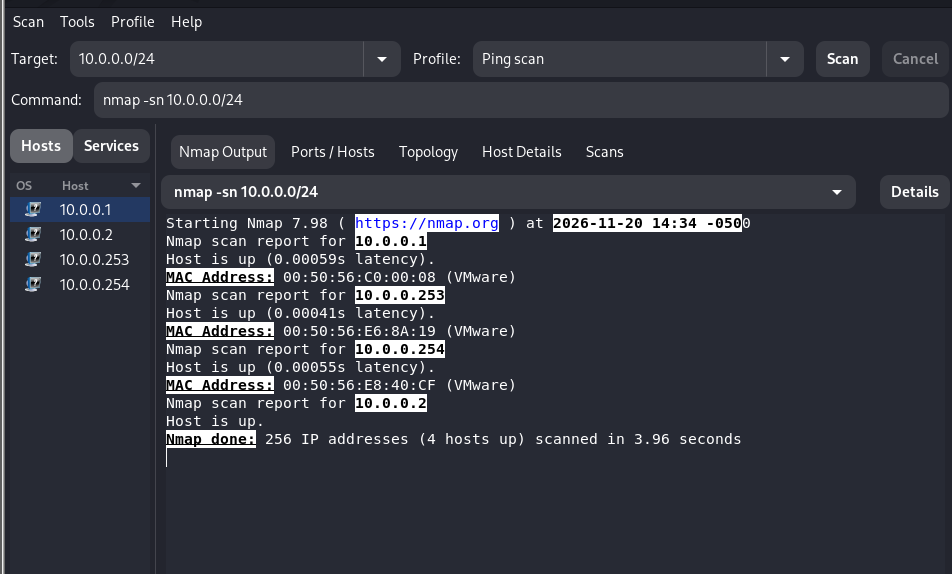 Scan Tools Profile Help
Target: 10.0.0.0/24 Profile: Ping scan Scan Cancel
Command: nmap -sn 10.0.0.0/24
Hosts Services
Nmap Output Ports / Hosts Topology Host Details Scans
OS Host
nmap -sn 10.0.0.0/24 Details
10.0.0.1
10.0.0.2
10.0.0.253
10.0.0.254
Starting Nmap 7.98 ( https://nmap.org ) at 2026-11-20 14:34 -0500
Nmap scan report for 10.0.0.1
Host is up (0.00059s latency).
MAC Address: 00:50:56:C0:00:08 (VMware)
Nmap scan report for 10.0.0.253
Host is up (0.00041s latency).
MAC Address: 00:50:56:E6:8A:19 (VMware)
Nmap scan report for 10.0.0.254
Host is up (0.00055s latency).
MAC Address: 00:50:56:E8:40:CF (VMware)
Nmap scan report for 10.0.0.2
Host is up.
Nmap done: 256 IP addresses (4 hosts up) scanned in 3.96 seconds